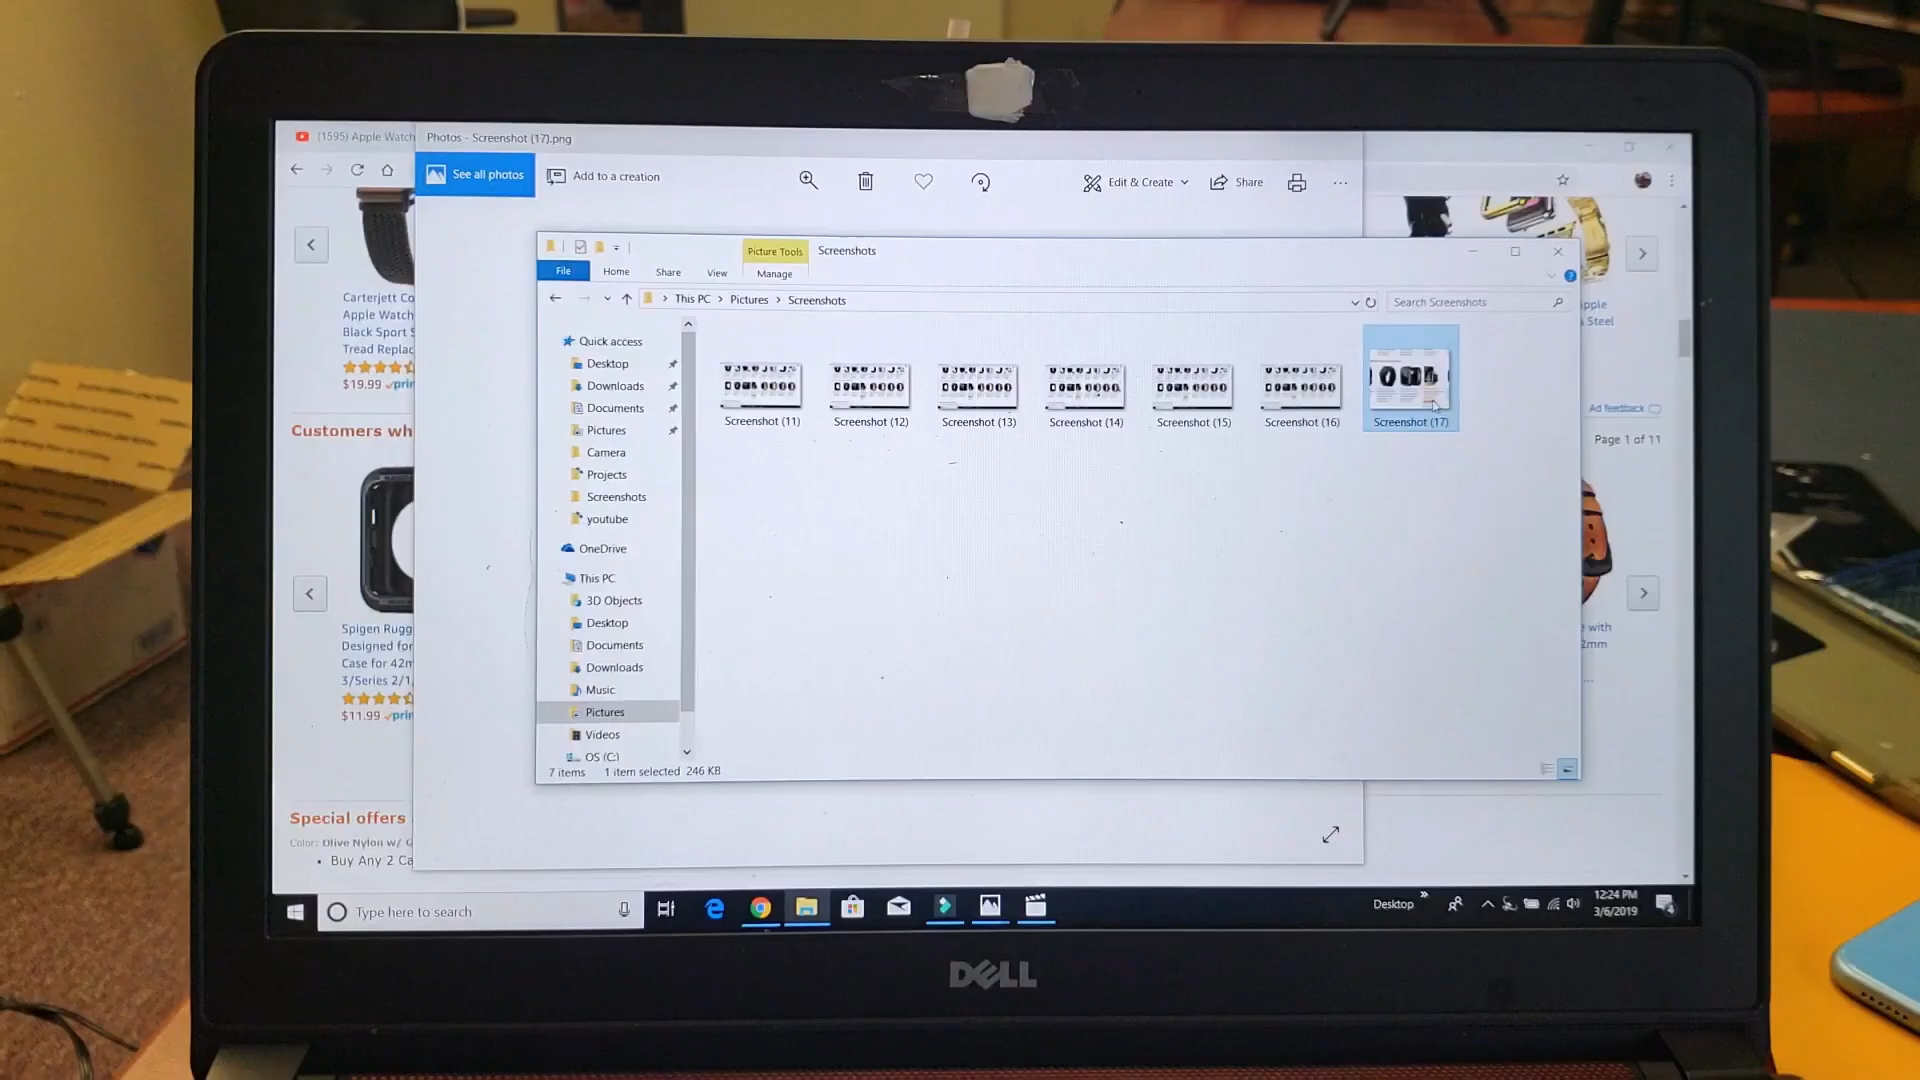 (1595) Apple Watch
Photos - Screenshot (17).png
See all photos
Add to a creation
Edit & Create
Share
Picture Tools
Screenshots
File
Home
Share
View
Manage
This PC > Pictures > Screenshots
Search Screenshots
Quick access
Desktop
Downloads
Documents
Pictures
Camera
Projects
Screenshots
youtube
OneDrive
This PC
3D Objects
Desktop
Documents
Downloads
Music
Pictures
Videos
OS (C:)
Screenshot (11)
Screenshot (12)
Screenshot (13)
Screenshot (14)
Screenshot (15)
Screenshot (16)
Screenshot (17)
7 items
1 item selected 246 KB
Carterjett Co
Apple Watch
Black Sport S
Tread Replac
$19.99 prin
Customers wh
Spigen Rugg
Designed for
Case for 42m
3/Series 2/1
$11.99 prin
Special offers
Color: Olive Nylon w/ G
• Buy Any 2 Ca
pple
s Steel
Ad feedback
Page 1 of 11
e with
2mm
...
Type here to search
Desktop
12:24 PM
3/6/2019
4
DELL